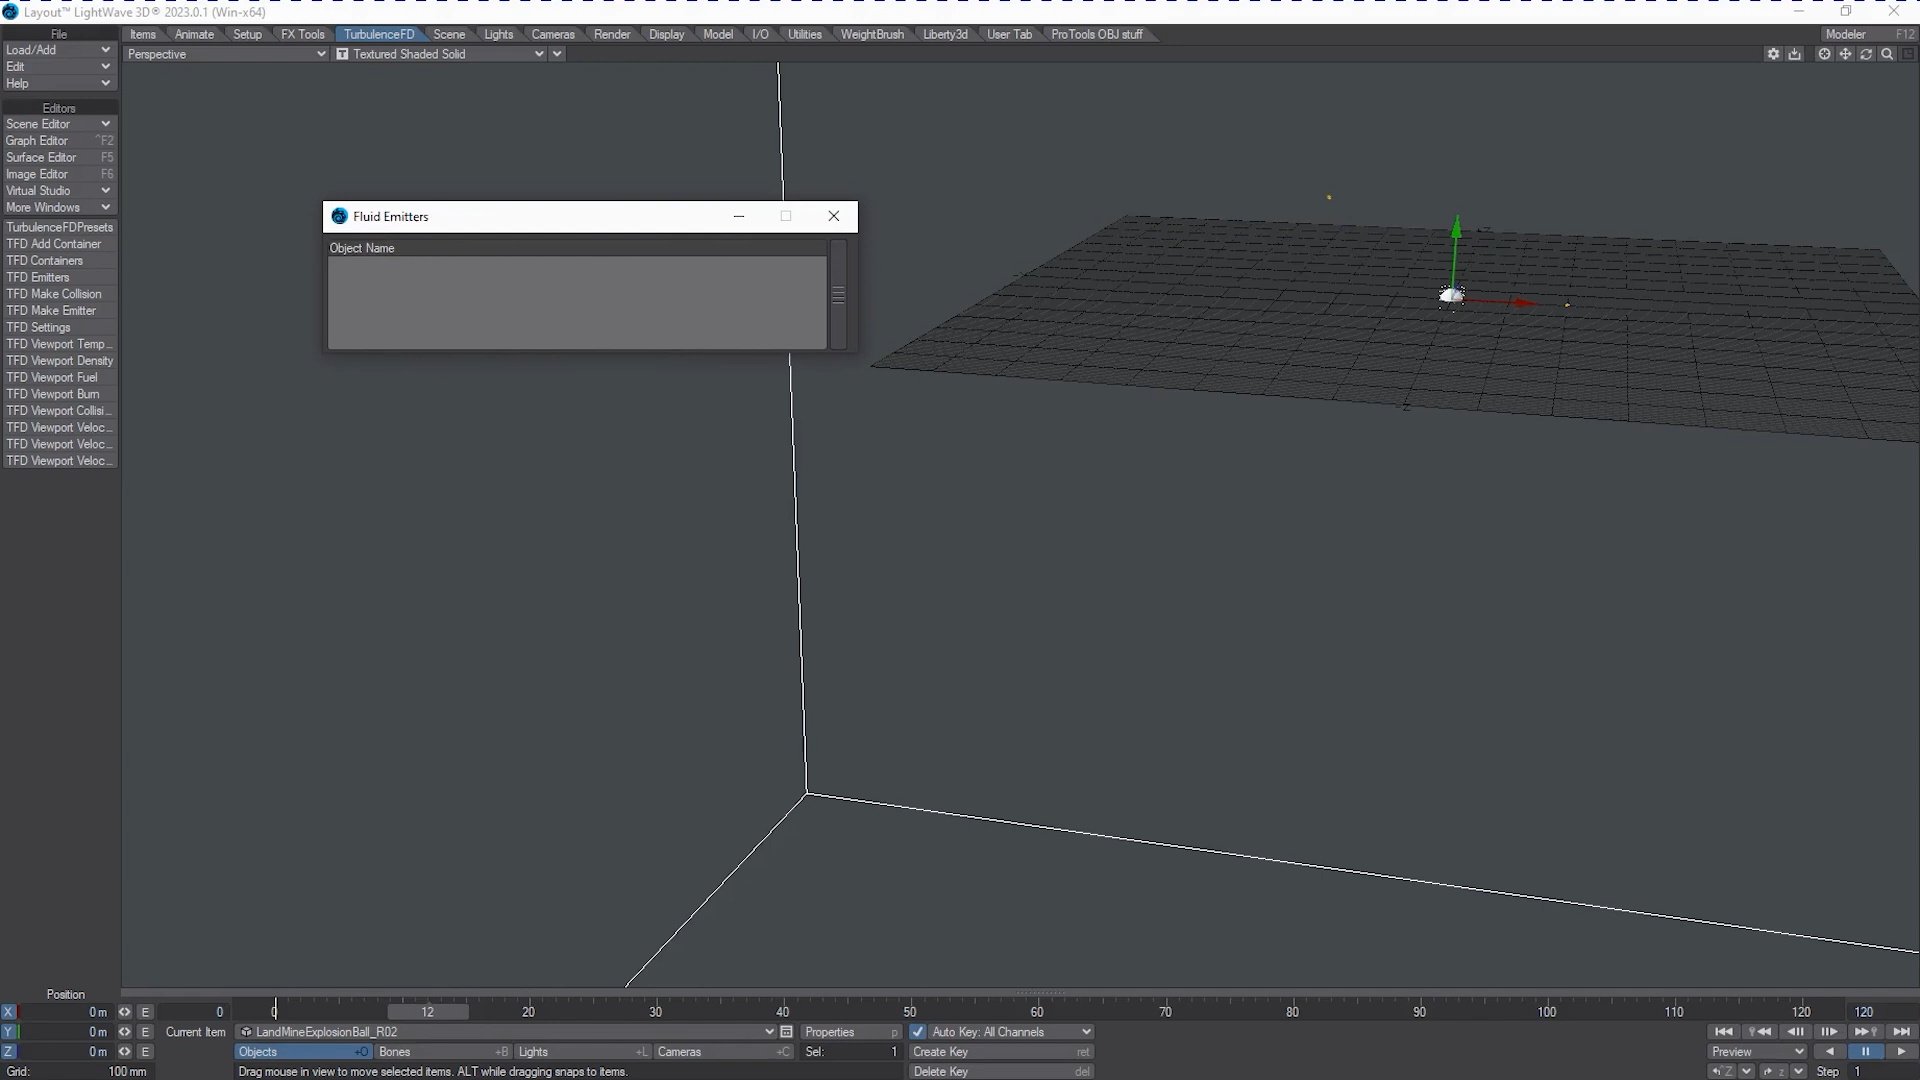 Layout™ LightWave 3D® 2023.0.1 (Win-x64)
File
Items Animate Setup FX Tools TurbulenceFD Scene Lights Cameras Render Display Model I/O Utilities WeightBrush Liberty3d User Tab ProTools OBJ stuff Modeler F12
Load/Add
Perspective T Textured Shaded Solid
Edit
Help
Editors
Scene Editor
Graph Editor ^F2
Surface Editor F5
Image Editor F6
Virtual Studio
More Windows
TurbulenceFDPresets
TFD Add Container
TFD Containers
TFD Emitters
TFD Make Collision
TFD Make Emitter
TFD Settings
TFD Viewport Temp...
TFD Viewport Density
TFD Viewport Fuel
TFD Viewport Burn
TFD Viewport Collisi...
TFD Viewport Veloc...
TFD Viewport Veloc...
TFD Viewport Veloc...
Fluid Emitters
Object Name
Position
X 0 m E 0 0 12 20 30 40 50 60 70 80 90 100 110 120 120
Y 0 m E Current Item LandMineExplosionBall_R02 Properties p Auto Key: All Channels
Z 0 m E Objects +O Bones +B Lights +L Cameras +C Sel: 1 Create Key ret Preview
Grid: 100 mm Drag mouse in view to move selected items. ALT while dragging snaps to items. Delete Key del Z z Step 1